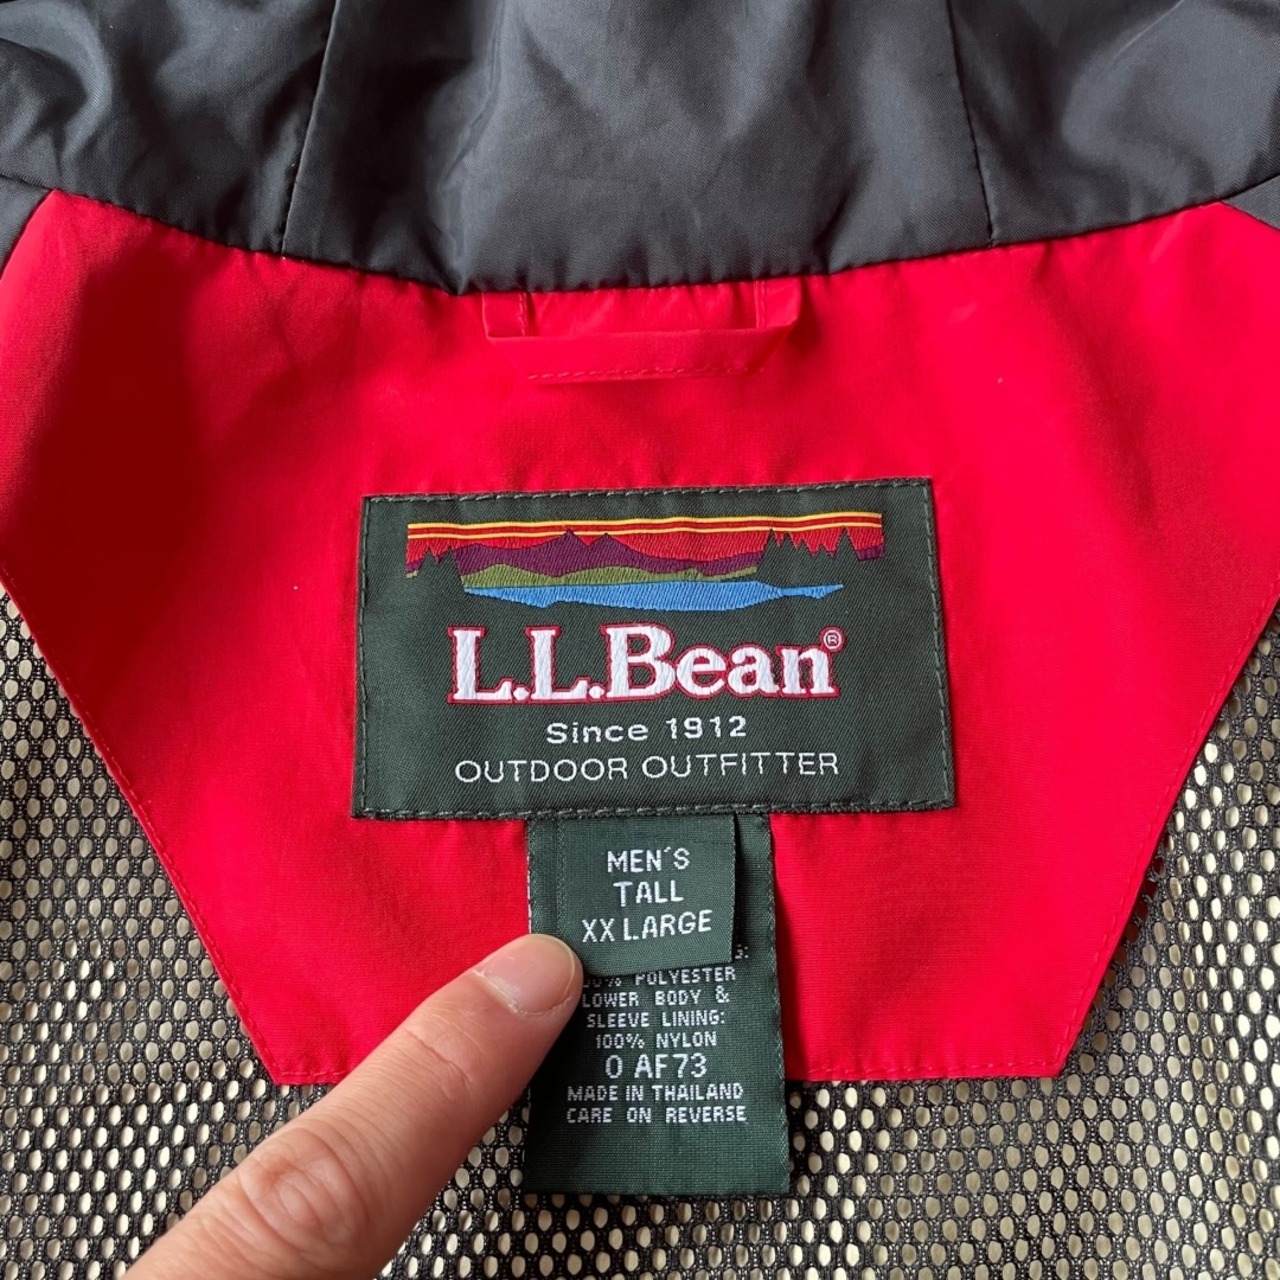 L.L.Bean®
Since 1912
OUTDOOR OUTFITTER
MEN'S
TALL
XX LARGE
POLYESTER
LOWER BODY &
SLEEVE LINING:
100% NYLON
0 AF73
MADE IN THAILAND
CARE ON REVERSE